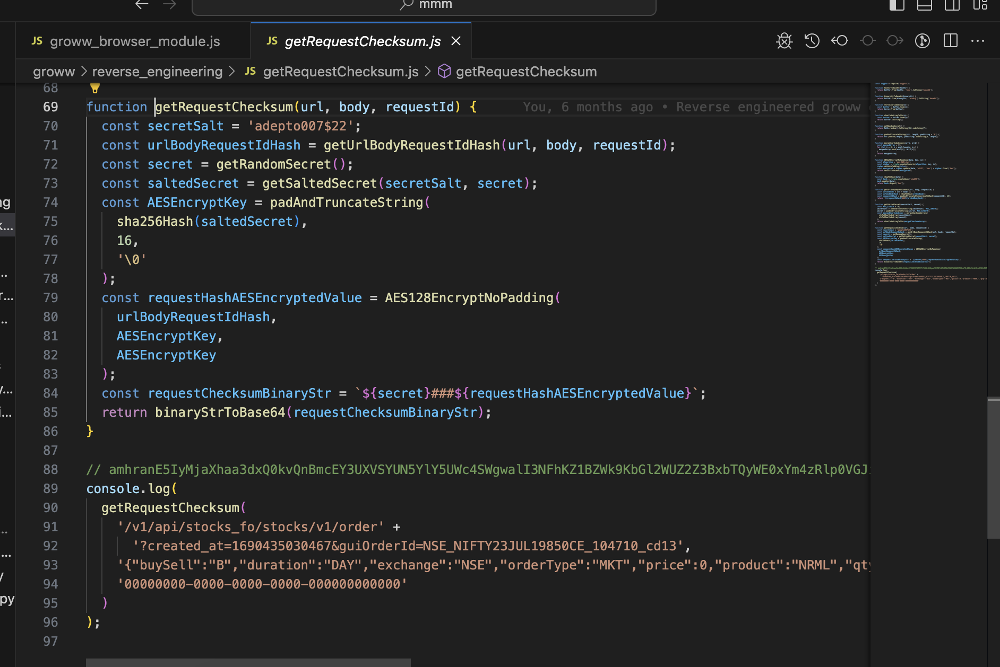 mmm
JS groww_browser_module.js
JS getRequestChecksum.js
groww > reverse_engineering > JS getRequestChecksum.js > getRequestChecksum
68
69 function getRequestChecksum(url, body, requestId) { You, 6 months ago • Reverse engineered groww
70 const secretSalt = 'adepto007$22';
71 const urlBodyRequestIdHash = getUrlBodyRequestIdHash(url, body, requestId);
72 const secret = getRandomSecret();
73 const saltedSecret = getSaltedSecret(secretSalt, secret);
74 const AESEncryptKey = padAndTruncateString(
75 sha256Hash(saltedSecret),
76 16,
77 '\0'
78 );
79 const requestHashAESEncryptedValue = AES128EncryptNoPadding(
80 urlBodyRequestIdHash,
81 AESEncryptKey,
82 AESEncryptKey
83 );
84 const requestChecksumBinaryStr = `${secret}###${requestHashAESEncryptedValue}`;
85 return binaryStrToBase64(requestChecksumBinaryStr);
86 }
87
88 // amhranE5IyMjaXhaa3dxQ0kvQnBmcEY3UXVSYUN5YlY5UWc4SWgwalI3NFhKZ1BZWk9KbGl2WUZ2Z3BxbTQyWE0xYm4zRlp0VGJ
89 console.log(
90 getRequestChecksum(
91 '/v1/api/stocks_fo/stocks/v1/order' +
92 '?created_at=1690435030467&guiOrderId=NSE_NIFTY23JUL19850CE_104710_cd13',
93 '{"buySell":"B","duration":"DAY","exchange":"NSE","orderType":"MKT","price":0,"product":"NRML","qty
94 '00000000-0000-0000-0000-000000000000'
95 )
96 );
97